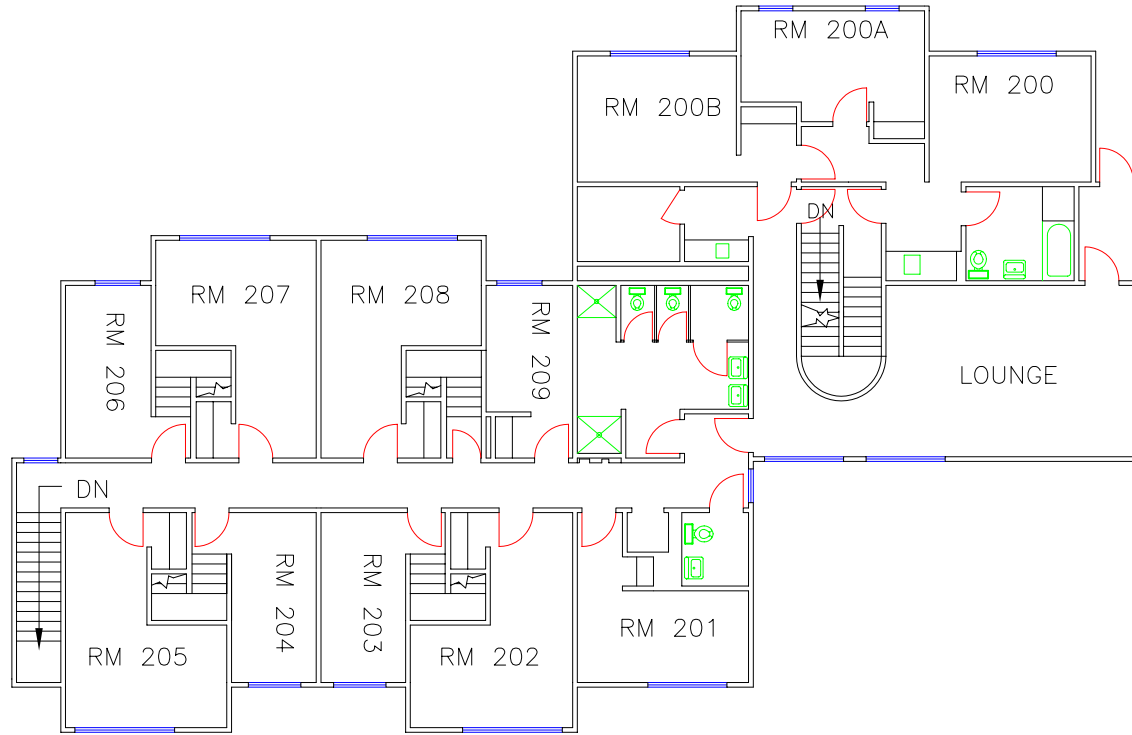 RM 200A
RM 200
RM 200B
DN
RM 207
RM 208
RM 206
RM 209
LOUNGE
DN
RM 204
RM 203
RM 201
RM 205
RM 202